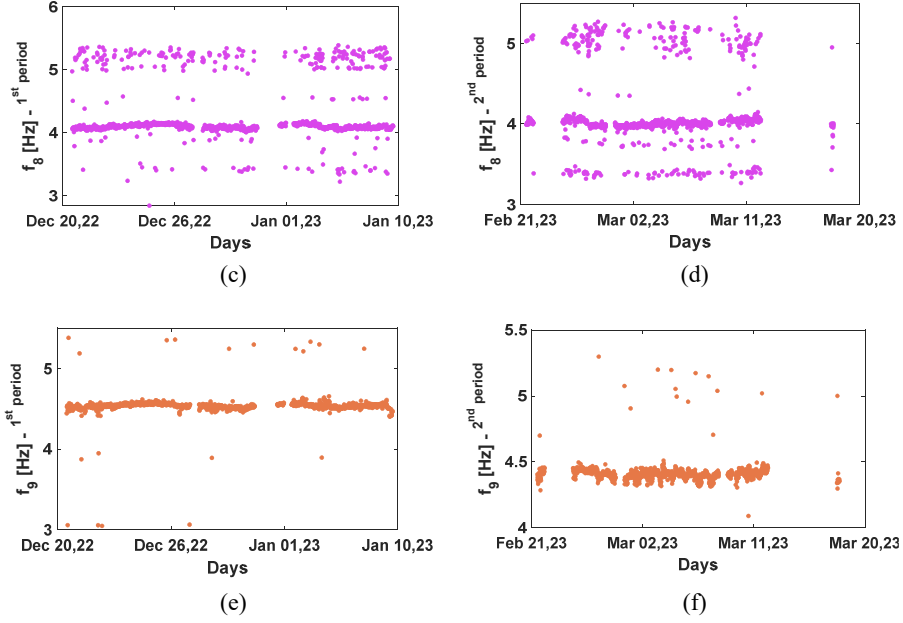 6
5
4
3
f8 [Hz] - 1st period
Dec 20,22 Dec 26,22 Jan 01,23 Jan 10,23
Days
(c)
5
4
3
f8 [Hz] - 2nd period
Feb 21,23 Mar 02,23 Mar 11,23 Mar 20,23
Days
(d)
5
4
3
f9 [Hz] - 1st period
Dec 20,22 Dec 26,22 Jan 01,23 Jan 10,23
Days
(e)
5.5
5
4.5
4
f9 [Hz] - 2nd period
Feb 21,23 Mar 02,23 Mar 11,23 Mar 20,23
Days
(f)